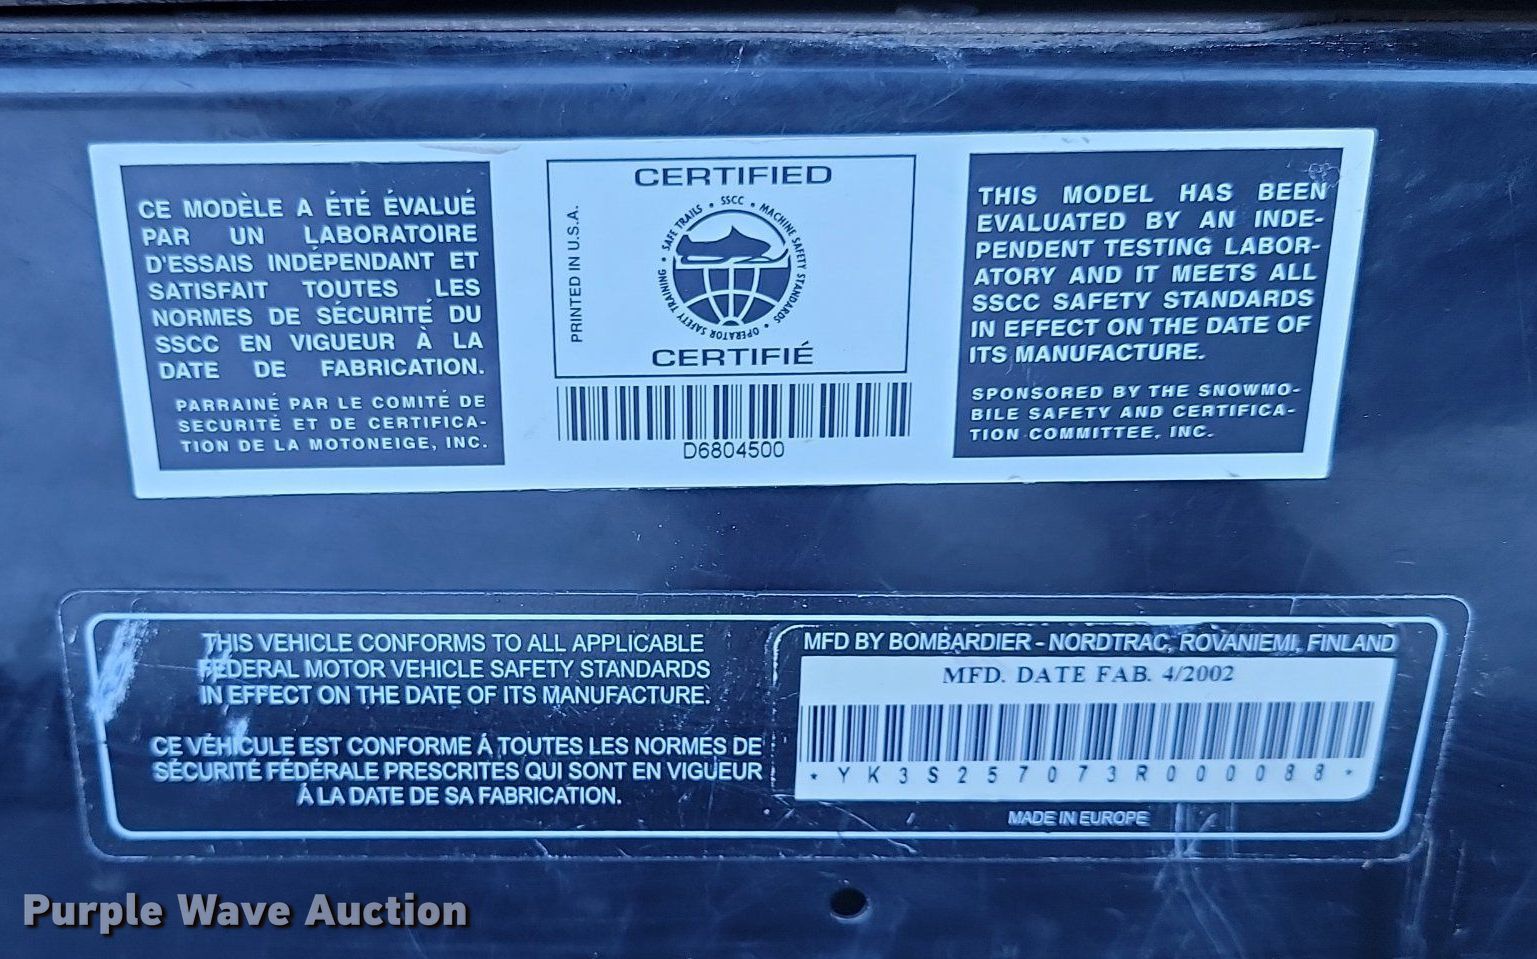 CE MODÈLE A ÉTÉ ÉVALUÉ
PAR UN LABORATOIRE
D'ESSAIS INDÉPENDANT ET
SATISFAIT TOUTES LES
NORMES DE SÉCURITÉ DU
SSCC EN VIGUEUR À LA
DATE DE FABRICATION.
PARRAINÉ PAR LE COMITÉ DE
SECURITÉ ET DE CERTIFICA-
TION DE LA MOTONEIGE, INC.
PRINTED IN U.S.A.
CERTIFIED
SAFE TRAILS • SSCC • MACHINE SAFETY STANDARDS • OPERATOR SAFETY TRAINING •
CERTIFIÉ
D6804500
THIS MODEL HAS BEEN
EVALUATED BY AN INDE-
PENDENT TESTING LABOR-
ATORY AND IT MEETS ALL
SSCC SAFETY STANDARDS
IN EFFECT ON THE DATE OF
ITS MANUFACTURE.
SPONSORED BY THE SNOWMO-
BILE SAFETY AND CERTIFICA-
TION COMMITTEE, INC.
THIS VEHICLE CONFORMS TO ALL APPLICABLE
FEDERAL MOTOR VEHICLE SAFETY STANDARDS
IN EFFECT ON THE DATE OF ITS MANUFACTURE.
CE VÉHICULE EST CONFORME Á TOUTES LES NORMES DE
SÉCURITÉ FÉDÉRALE PRESCRITES QUI SONT EN VIGUEUR
Á LA DATE DE SA FABRICATION.
MFD BY BOMBARDIER - NORDTRAC, ROVANIEMI, FINLAND
MFD. DATE FAB. 4/2002
*YK3S257073R000088*
MADE IN EUROPE
Purple Wave Auction